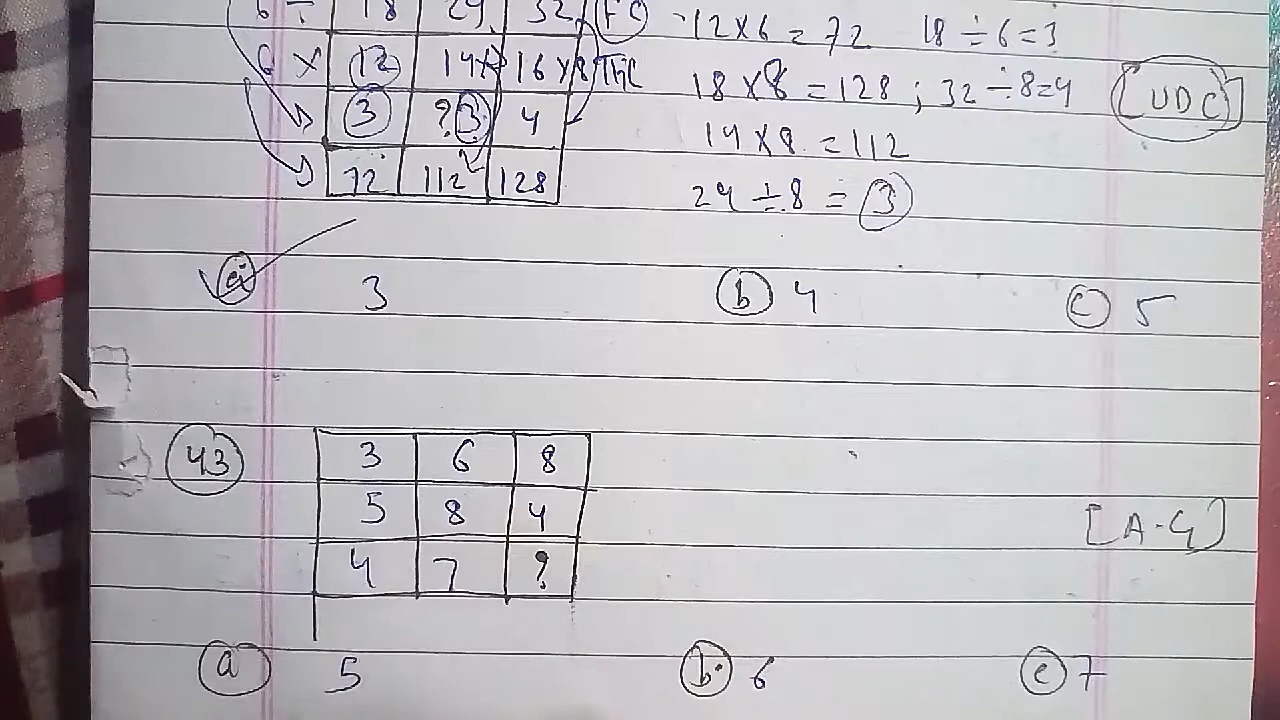 6 ÷ 18 24 32 FC
12×6 = 72 18 ÷ 6 = 3
6 × 12 14×8 16×8 THC
18×8 = 128 ; 32 ÷ 8=4 [UDC]
3 ?3 4
14×8 = 112
72 112 128
24 ÷ 8 = 3
a 3 b 4 c 5
43 3 6 8
5 8 4 [A-G]
4 7 ?
a 5 b 6 c 7